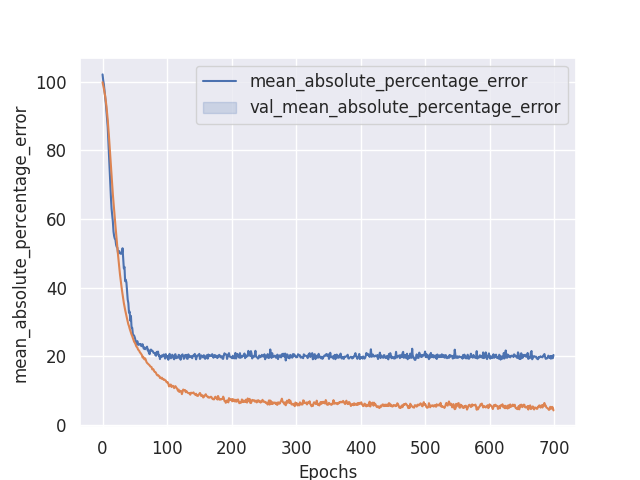 mean_absolute_percentage_error
val_mean_absolute_percentage_error
mean_absolute_percentage_error
100
80
60
40
20
0
0 100 200 300 400 500 600 700
Epochs